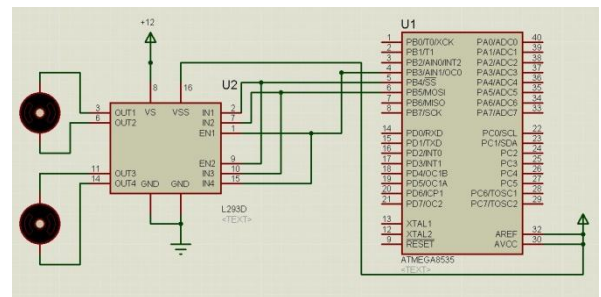 +12
U1
U2
8 16
VS VSS
3 OUT1
6 OUT2
11 OUT3
14 OUT4
GND GND
IN1 2
IN2 7
EN1 1
EN2 9
IN3 10
IN4 15
L293D
<TEXT>
1 PB0/T0/XCK
2 PB1/T1
3 PB2/AIN0/INT2
4 PB3/AIN1/OC0
5 PB4/SS
6 PB5/MOSI
7 PB6/MISO
8 PB7/SCK
14 PD0/RXD
15 PD1/TXD
16 PD2/INT0
17 PD3/INT1
18 PD4/OC1B
19 PD5/OC1A
20 PD6/ICP1
21 PD7/OC2
13 XTAL1
12 XTAL2
9 RESET
PA0/ADC0 40
PA1/ADC1 39
PA2/ADC2 38
PA3/ADC3 37
PA4/ADC4 36
PA5/ADC5 35
PA6/ADC6 34
PA7/ADC7 33
PC0/SCL 22
PC1/SDA 23
PC2 24
PC3 25
PC4 26
PC5 27
PC6/TOSC1 28
PC7/TOSC2 29
AREF 32
AVCC 30
ATMEGA8535
<TEXT>